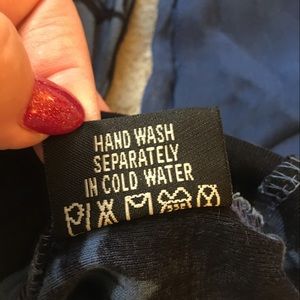 HAND WASH
SEPARATELY
IN COLD WATER